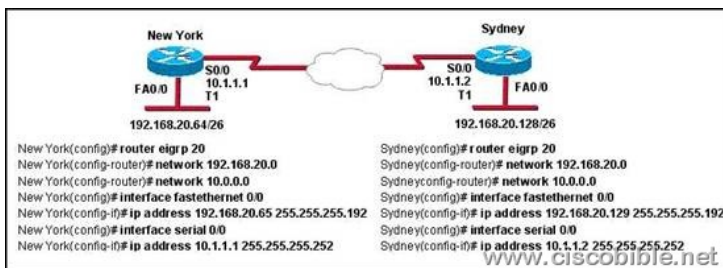 New York
Sydney
S0/0
10.1.1.1
T1
FA0/0
192.168.20.64/26
S0/0
10.1.1.2
T1
FA0/0
192.168.20.128/26
New York(config)# router eigrp 20
New York(config-router)# network 192.168.20.0
New York(config-router)# network 10.0.0.0
New York(config)# interface fastethernet 0/0
New York(config-if)# ip address 192.168.20.65 255.255.255.192
New York(config)# interface serial 0/0
New York(config-if)# ip address 10.1.1.1 255.255.255.252
Sydney(config)# router eigrp 20
Sydney(config-router)# network 192.168.20.0
Sydneyconfig-router)# network 10.0.0.0
Sydney(config)# interface fastethernet 0/0
Sydney(config-if)# ip address 192.168.20.129 255.255.255.192
Sydney(config)# interface serial 0/0
Sydney(config-if)# ip address 10.1.1.2 255.255.255.252
www.ciscobible.net